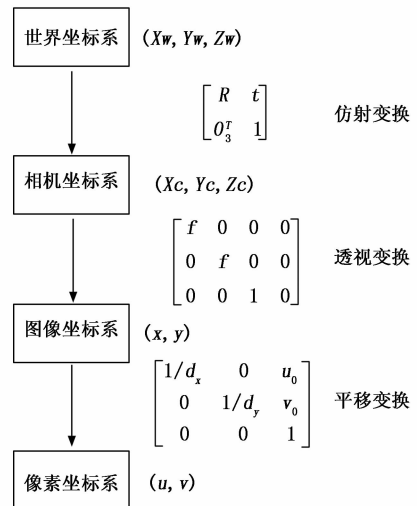 世界坐标系 (Xw, Yw, Zw)
R t
O₃ᵀ 1
仿射变换
相机坐标系 (Xc, Yc, Zc)
f 0 0 0
0 f 0 0
0 0 1 0
透视变换
图像坐标系 (x, y)
1/dₓ 0 u₀
0 1/d_y v₀
0 0 1
平移变换
像素坐标系 (u, v)